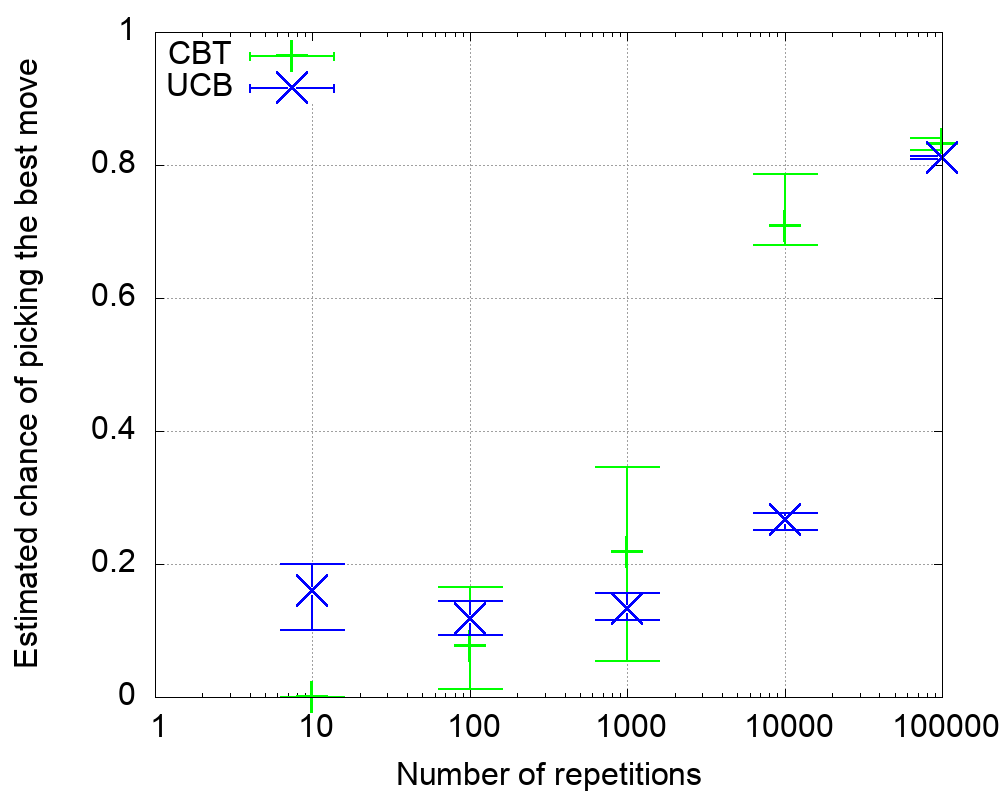 Estimated chance of picking the best move
1
0.8
0.6
0.4
0.2
0
CBT
UCB
1 10 100 1000 10000 100000
Number of repetitions